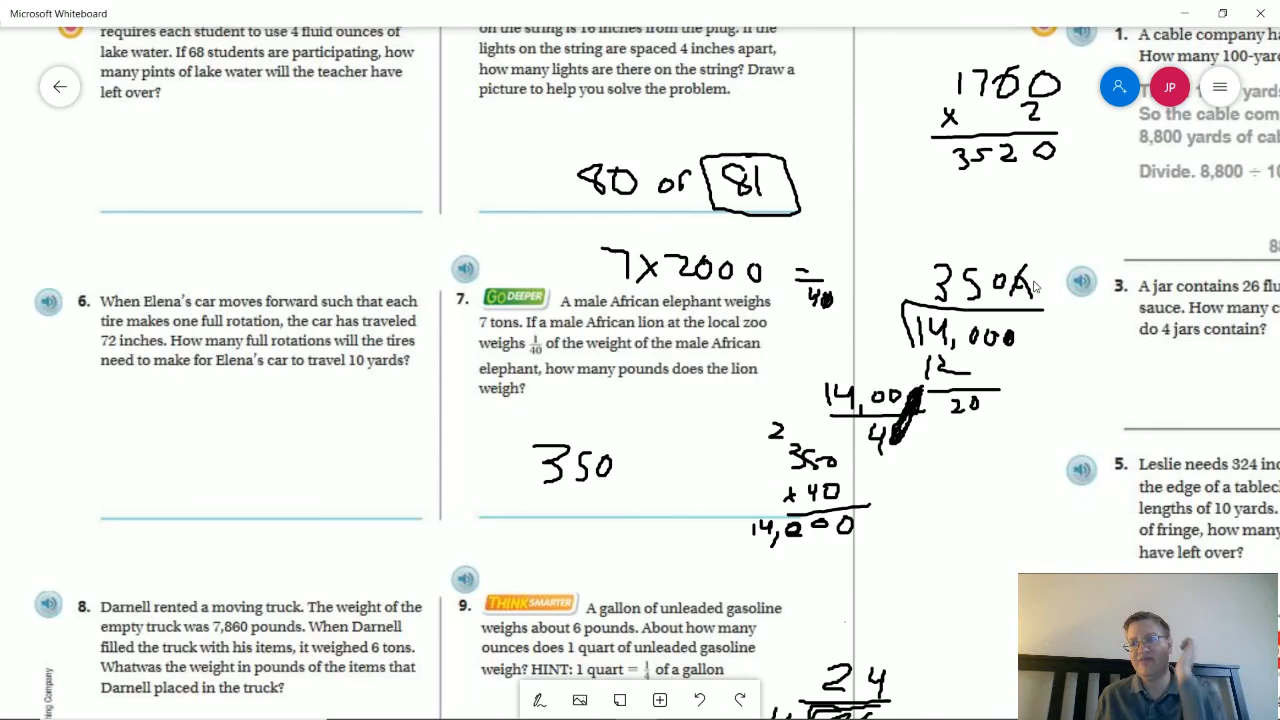 Microsoft Whiteboard
requires each student to use 4 fluid ounces of
lake water. If 68 students are participating, how
many pints of lake water will the teacher have
left over?
on the string is 16 inches from the plug. If the
lights on the string are spaced 4 inches apart,
how many lights are there on the string? Draw a
picture to help you solve the problem.
80 or 81
1760
x 2
3520
JP
1. A cable company ha
How many 100-yard
yards
So the cable com
8,800 yards of cab
Divide. 8,800 ÷ 10
88
6. When Elena's car moves forward such that each
tire makes one full rotation, the car has traveled
72 inches. How many full rotations will the tires
need to make for Elena's car to travel 10 yards?
7 x 2000 =
40
7. GO DEEPER A male African elephant weighs
7 tons. If a male African lion at the local zoo
weighs 1/40 of the weight of the male African
elephant, how many pounds does the lion
weigh?
350
3500
14,000
12
20
14,00
4
2
350
x 40
14,000
3. A jar contains 26 flu
sauce. How many c
do 4 jars contain?
5. Leslie needs 324 inc
the edge of a tablecl
lengths of 10 yards.
of fringe, how many
have left over?
8. Darnell rented a moving truck. The weight of the
empty truck was 7,860 pounds. When Darnell
filled the truck with his items, it weighed 6 tons.
Whatwas the weight in pounds of the items that
Darnell placed in the truck?
9. THINK SMARTER A gallon of unleaded gasoline
weighs about 6 pounds. About how many
ounces does 1 quart of unleaded gasoline
weigh? HINT: 1 quart = 1/4 of a gallon
24
ing Company